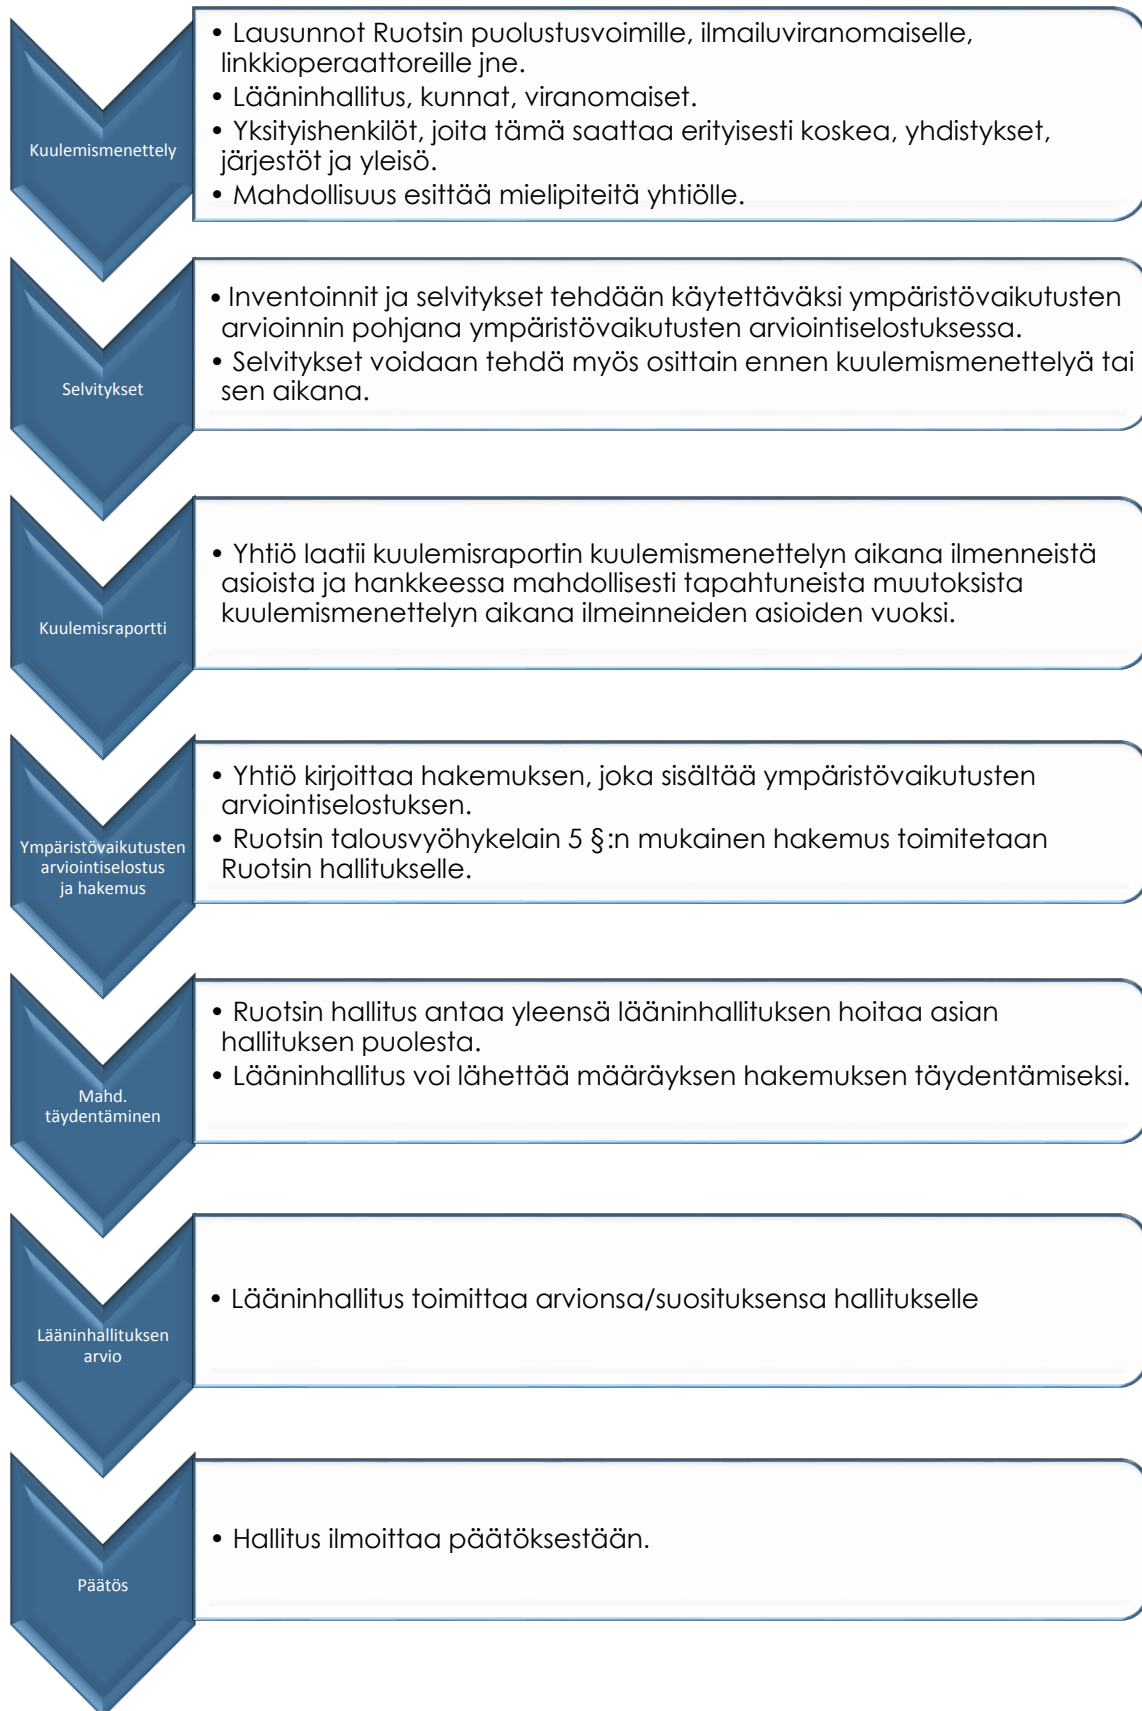 Kuulemismenettely
• Lausunnot Ruotsin puolustusvoimille, ilmailuviranomaiselle,
linkkioperaattoreille jne.
• Lääninhallitus, kunnat, viranomaiset.
• Yksityishenkilöt, joita tämä saattaa erityisesti koskea, yhdistykset,
järjestöt ja yleisö.
• Mahdollisuus esittää mielipiteitä yhtiölle.
Selvitykset
• Inventoinnit ja selvitykset tehdään käytettäväksi ympäristövaikutusten
arvioinnin pohjana ympäristövaikutusten arviointiselostuksessa.
• Selvitykset voidaan tehdä myös osittain ennen kuulemismenettelyä tai
sen aikana.
Kuulemisraportti
• Yhtiö laatii kuulemisraportin kuulemismenettelyn aikana ilmenneistä
asioista ja hankkeessa mahdollisesti tapahtuneista muutoksista
kuulemismenettelyn aikana ilmeinneiden asioiden vuoksi.
Ympäristövaikutusten
arviointiselostus
ja hakemus
• Yhtiö kirjoittaa hakemuksen, joka sisältää ympäristövaikutusten
arviointiselostuksen.
• Ruotsin talousvyöhykelain 5 §:n mukainen hakemus toimitetaan
Ruotsin hallitukselle.
Mahd.
täydentäminen
• Ruotsin hallitus antaa yleensä lääninhallituksen hoitaa asian
hallituksen puolesta.
• Lääninhallitus voi lähettää määräyksen hakemuksen täydentämiseksi.
Lääninhallituksen
arvio
• Lääninhallitus toimittaa arvionsa/suosituksensa hallitukselle
Päätös
• Hallitus ilmoittaa päätöksestään.